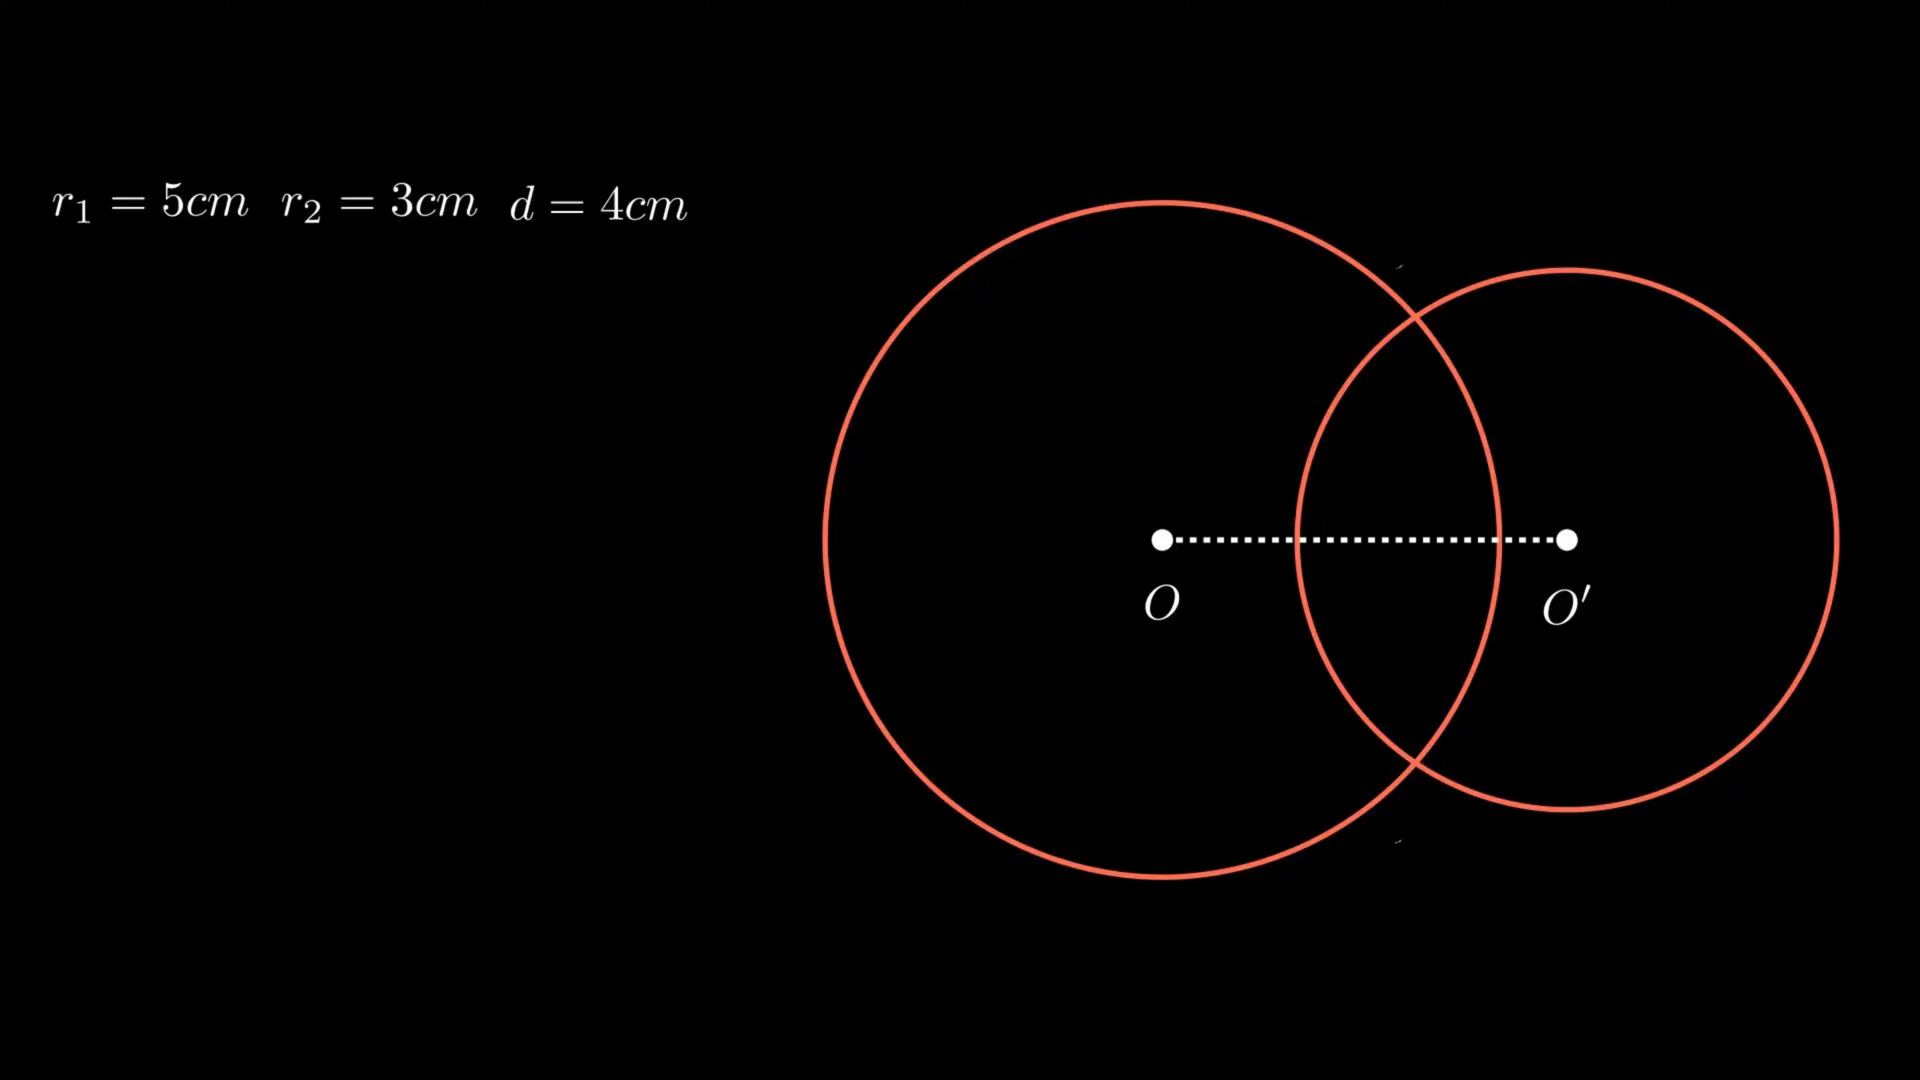 r₁ = 5cm r₂ = 3cm d = 4cm
O O′